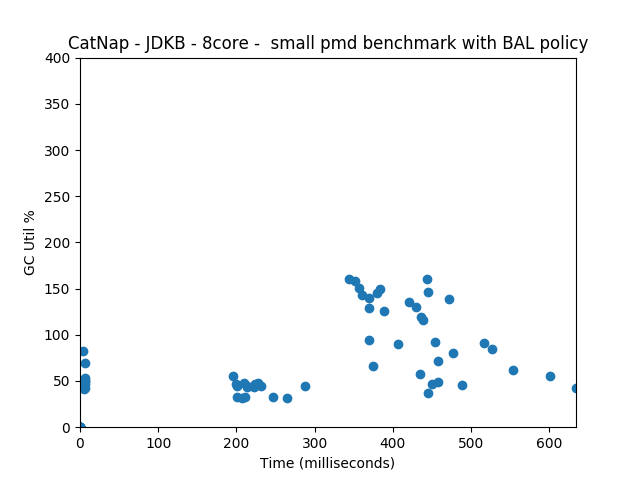 CatNap - JDKB - 8core -  small pmd benchmark with BAL policy
400
350
300
250
200
150
100
50
0
GC Util %
0 100 200 300 400 500 600
Time (milliseconds)